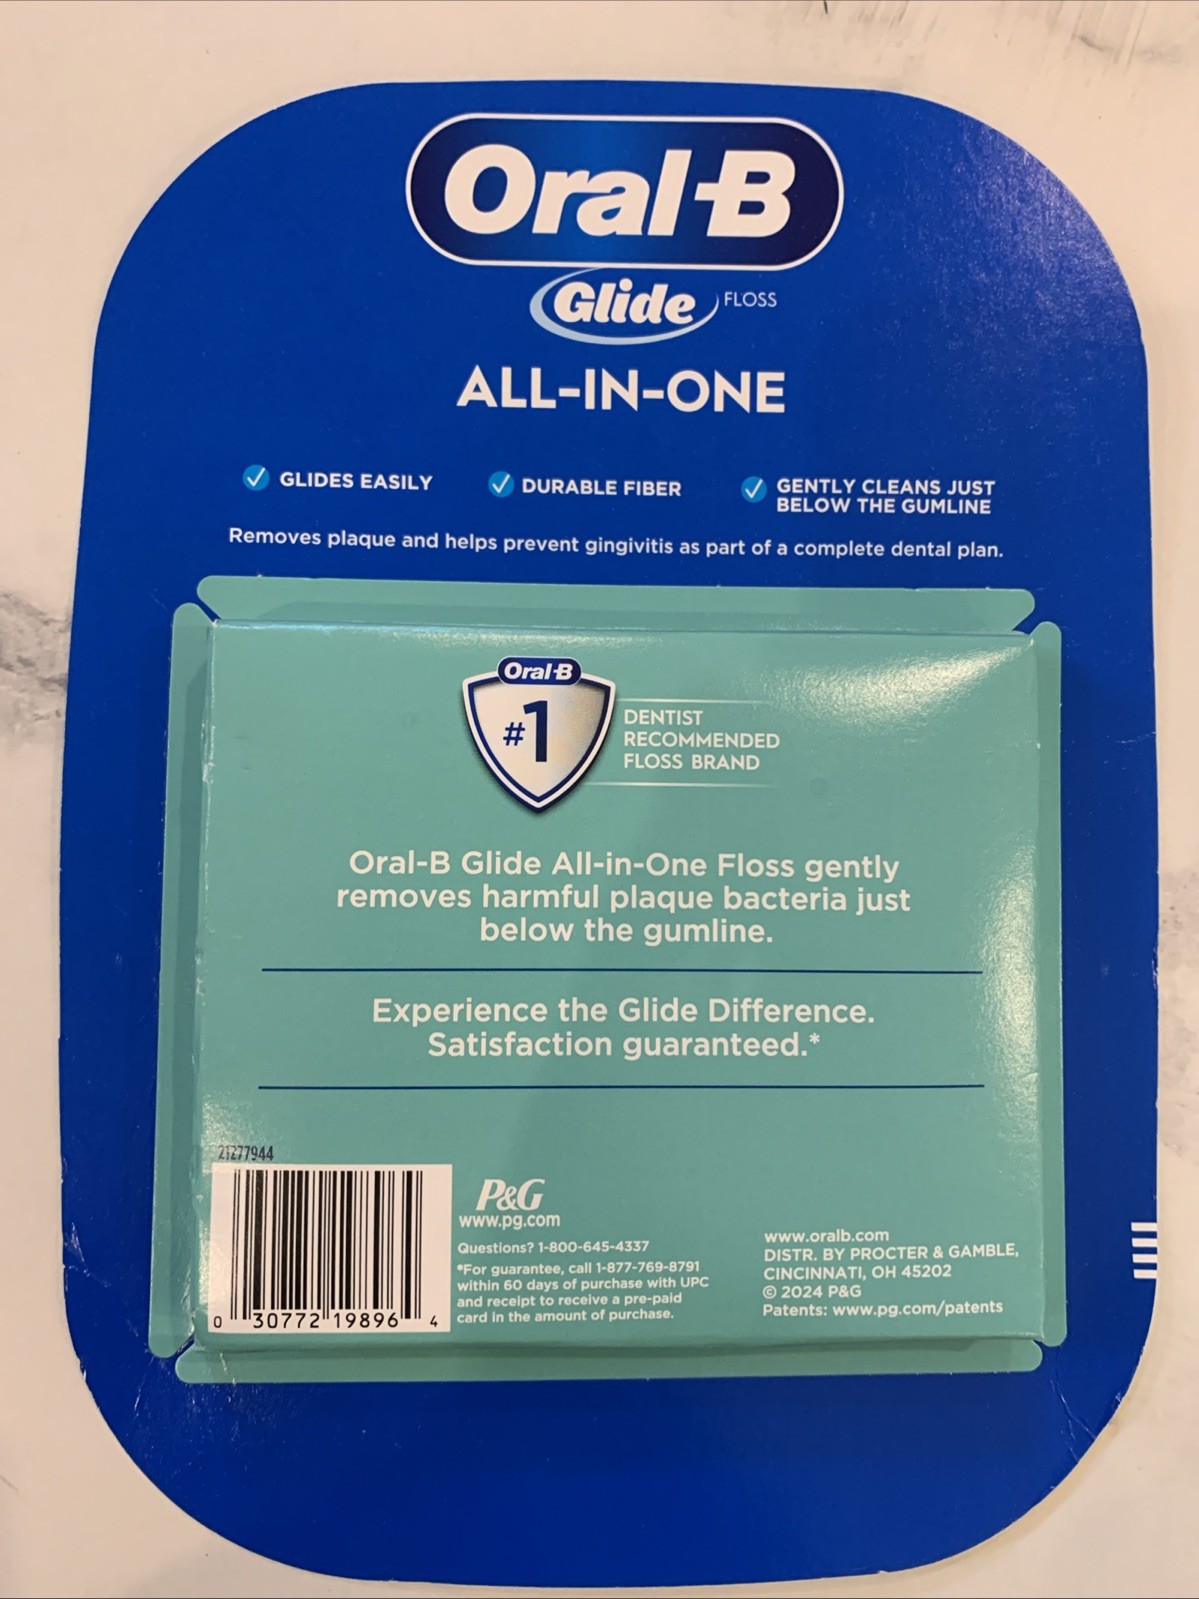 Oral-B
Glide FLOSS
ALL-IN-ONE
GLIDES EASILY
DURABLE FIBER
GENTLY CLEANS JUST
BELOW THE GUMLINE
Removes plaque and helps prevent gingivitis as part of a complete dental plan.
Oral-B
#1
DENTIST
RECOMMENDED
FLOSS BRAND
Oral-B Glide All-in-One Floss gently
removes harmful plaque bacteria just
below the gumline.
Experience the Glide Difference.
Satisfaction guaranteed.*
21277944
0 30772 19896 4
P&G
www.pg.com
Questions? 1-800-645-4337
*For guarantee, call 1-877-769-8791
within 60 days of purchase with UPC
and receipt to receive a pre-paid
card in the amount of purchase.
www.oralb.com
DISTR. BY PROCTER & GAMBLE,
CINCINNATI, OH 45202
© 2024 P&G
Patents: www.pg.com/patents